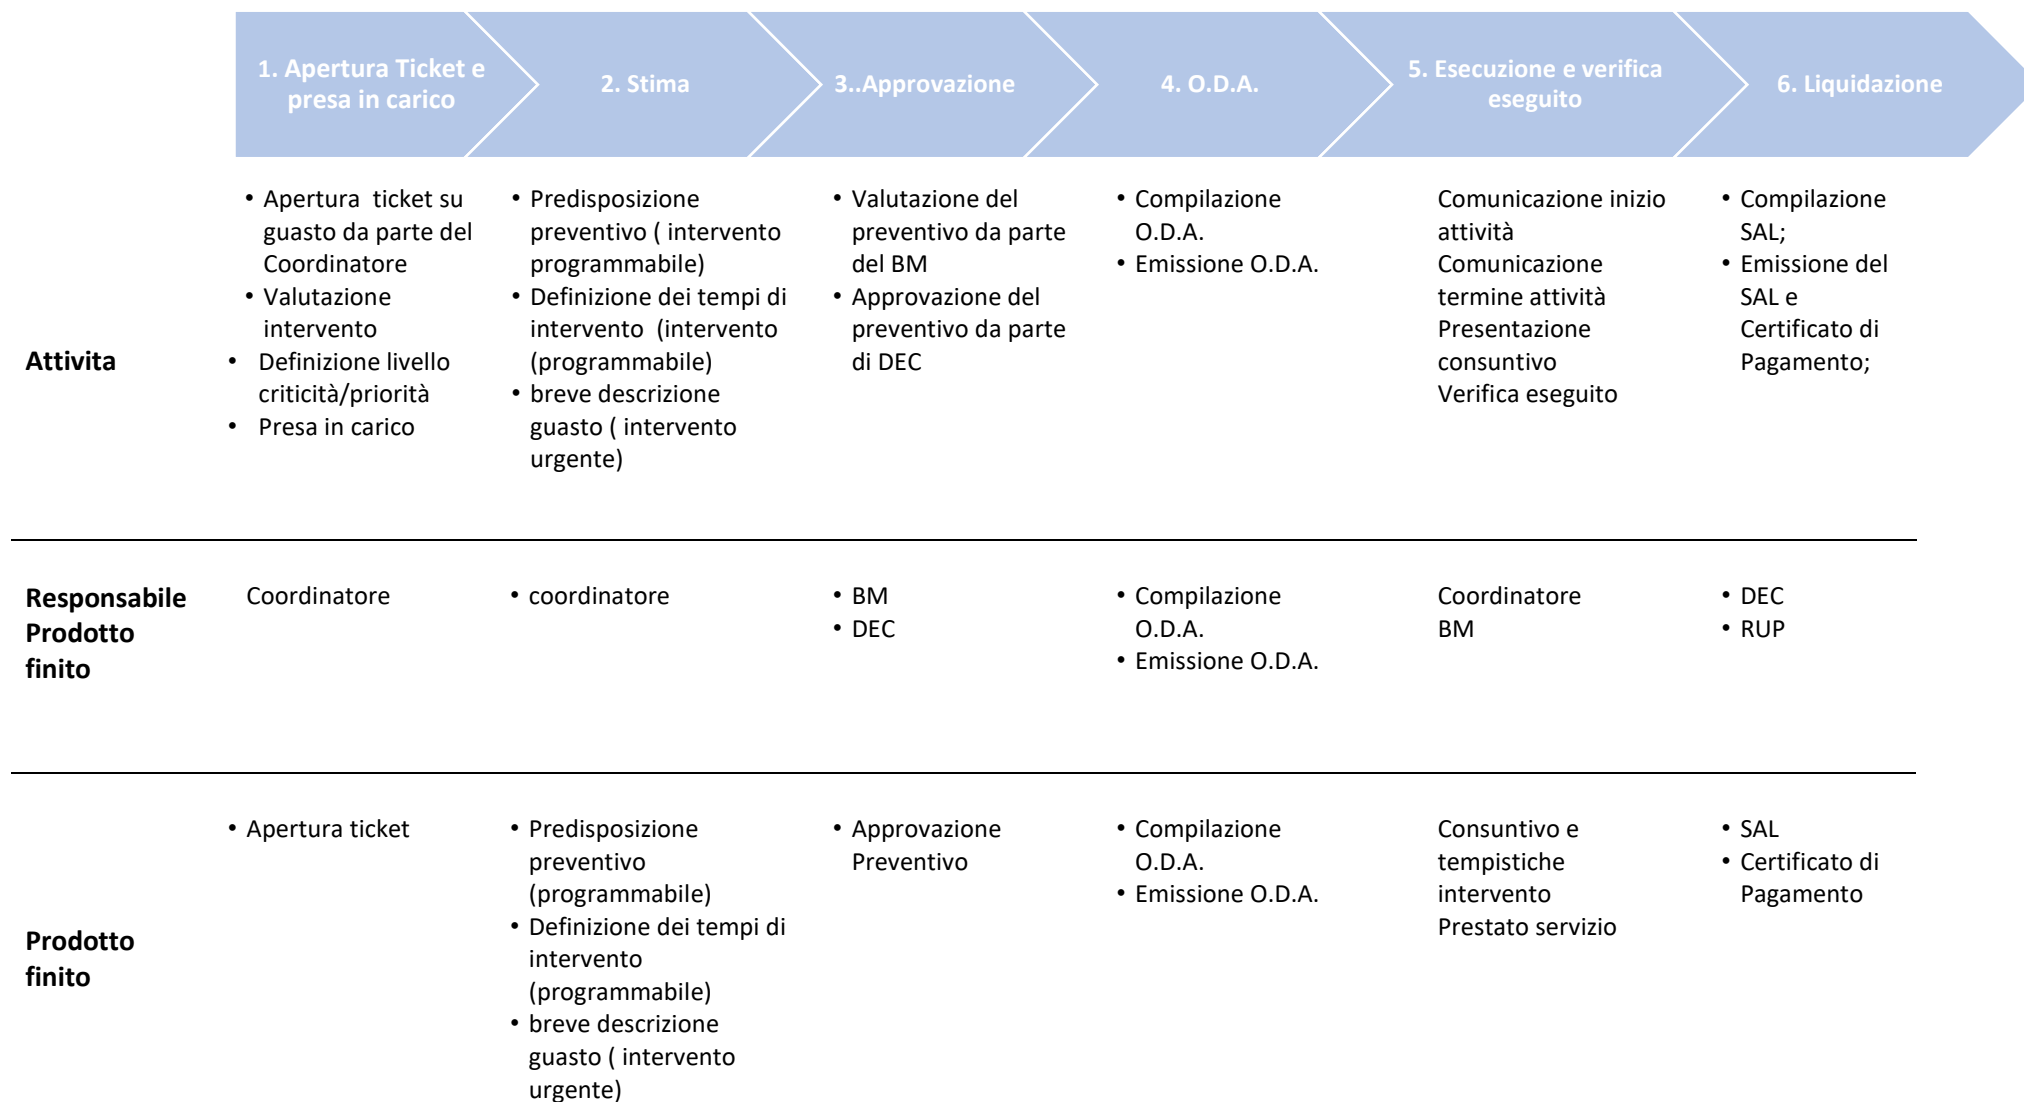 1. Apertura Ticket e
presa in carico
2. Stima
3..Approvazione
4. O.D.A.
5. Esecuzione e verifica
eseguito
6. Liquidazione
Attivita
• Apertura  ticket su
guasto da parte del
Coordinatore
• Valutazione
intervento
• Definizione livello
criticità/priorità
• Presa in carico
• Predisposizione
preventivo ( intervento
programmabile)
• Definizione dei tempi di
intervento  (intervento
(programmabile)
• breve descrizione
guasto ( intervento
urgente)
• Valutazione del
preventivo da parte
del BM
• Approvazione del
preventivo da parte
di DEC
• Compilazione
O.D.A.
• Emissione O.D.A.
Comunicazione inizio
attività
Comunicazione
termine attività
Presentazione
consuntivo
Verifica eseguito
• Compilazione
SAL;
• Emissione del
SAL e
Certificato di
Pagamento;
Responsabile
Prodotto
finito
Coordinatore
• coordinatore
• BM
• DEC
• Compilazione
O.D.A.
• Emissione O.D.A.
Coordinatore
BM
• DEC
• RUP
Prodotto
finito
• Apertura ticket
• Predisposizione
preventivo
(programmabile)
• Definizione dei tempi di
intervento
(programmabile)
• breve descrizione
guasto ( intervento
urgente)
• Approvazione
Preventivo
• Compilazione
O.D.A.
• Emissione O.D.A.
Consuntivo e
tempistiche
intervento
Prestato servizio
• SAL
• Certificato di
Pagamento